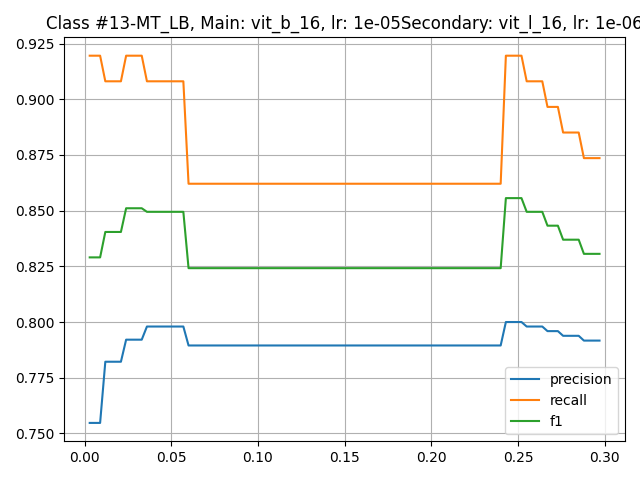 Class #13-MT_LB, Main: vit_b_16, lr: 1e-05Secondary: vit_l_16, lr: 1e-06
0.925
0.900
0.875
0.850
0.825
0.800
0.775
0.750
precision
recall
f1
0.00 0.05 0.10 0.15 0.20 0.25 0.30